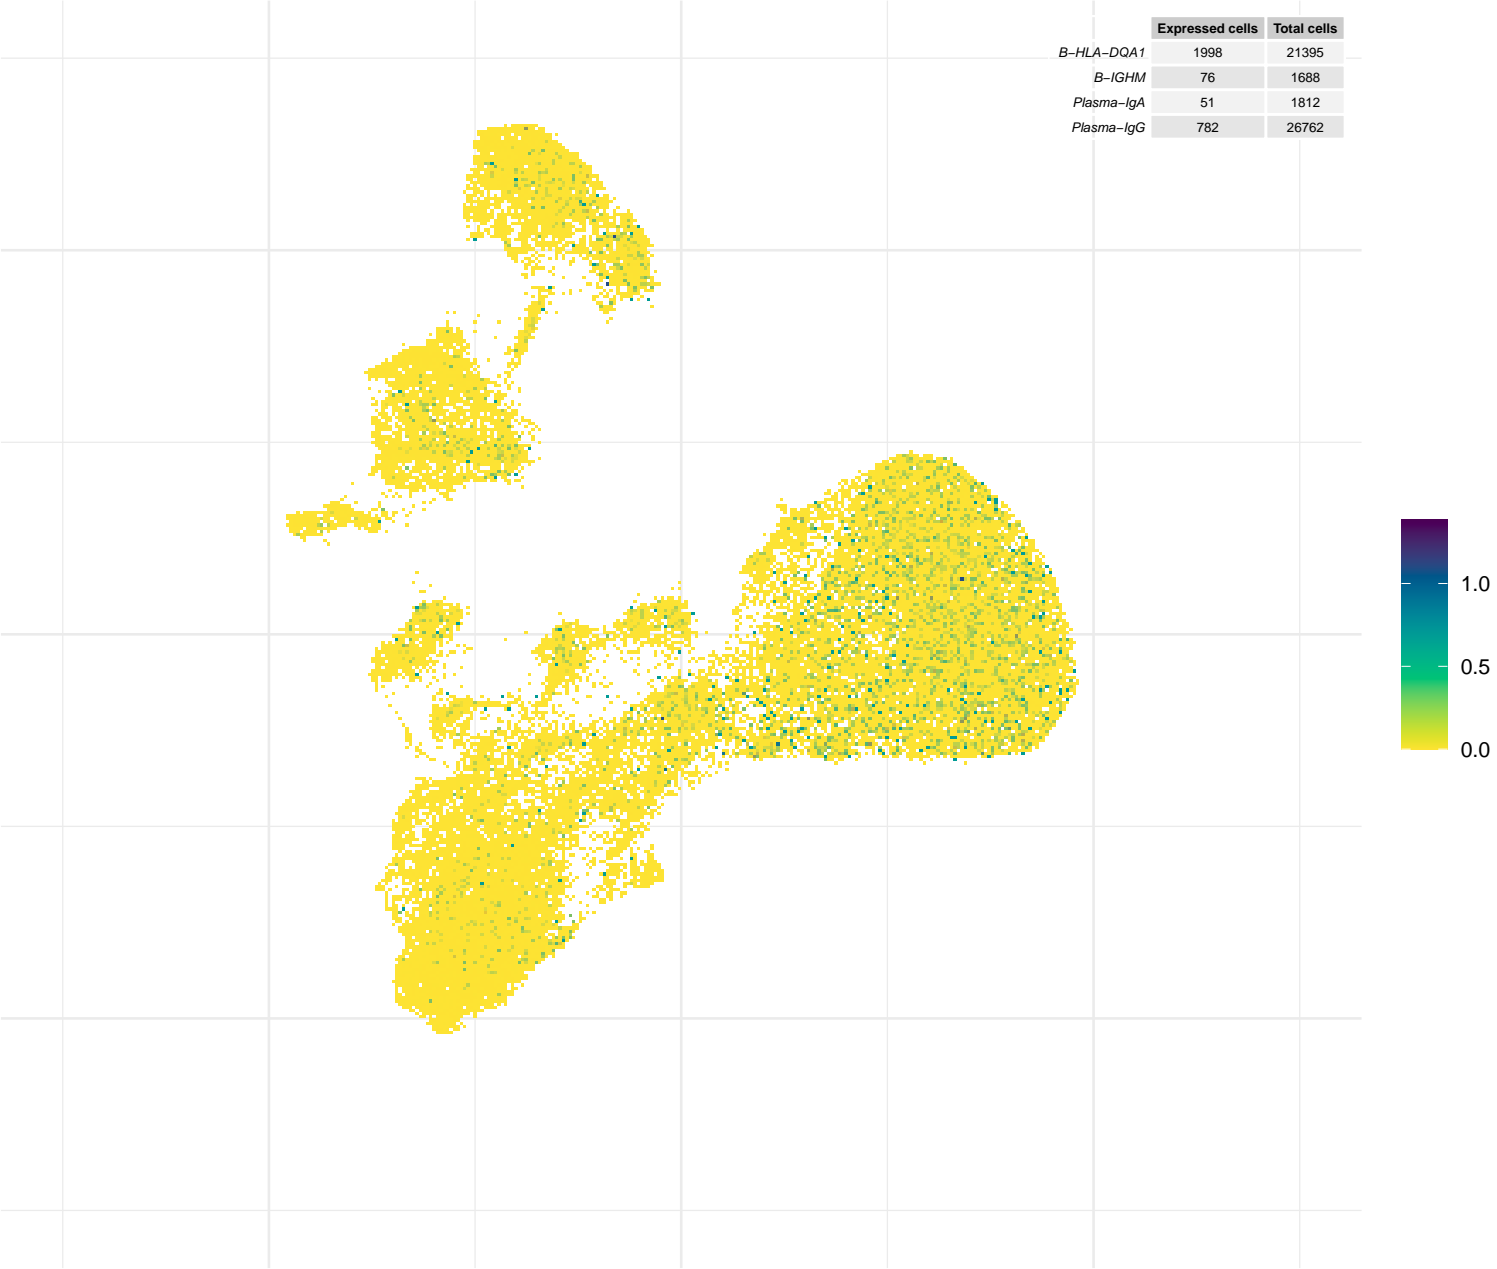 Expressed cells Total cells
B−HLA−DQA1 1998 21395
B−IGHM 76 1688
Plasma−IgA 51 1812
Plasma−IgG 782 26762
1.0
0.5
0.0